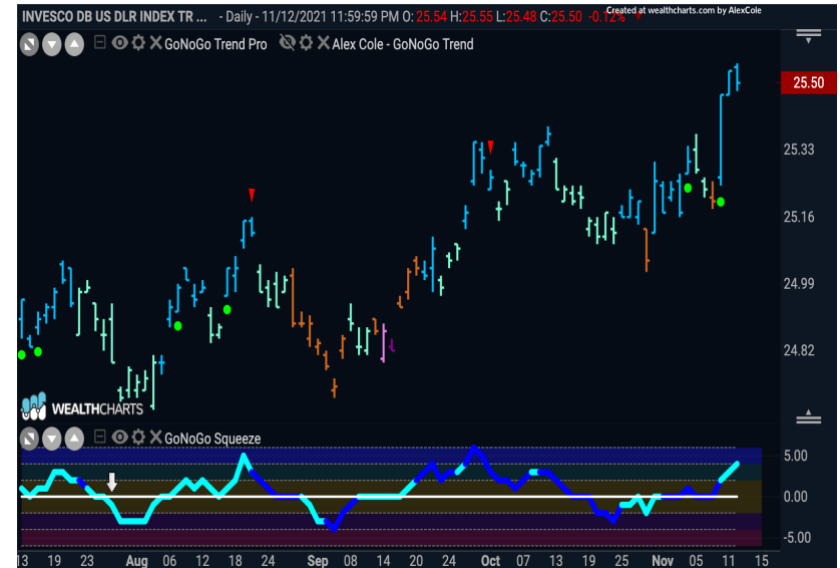 INVESCO DB US DLR INDEX TR ... - Daily - 11/12/2021 11:59:59 PM O: 25.54 H:25.55 L:25.48 C:25.50 -0.12%
Created at wealthcharts.com by AlexCole
GoNoGo Trend Pro Alex Cole - GoNoGo Trend
25.50
25.33
25.16
24.99
24.82
WEALTHCHARTS
GoNoGo Squeeze
5.00
0.00
-5.00
13 19 23 Aug 06 12 18 24 Sep 08 14 20 24 Oct 07 13 19 25 Nov 05 11 15